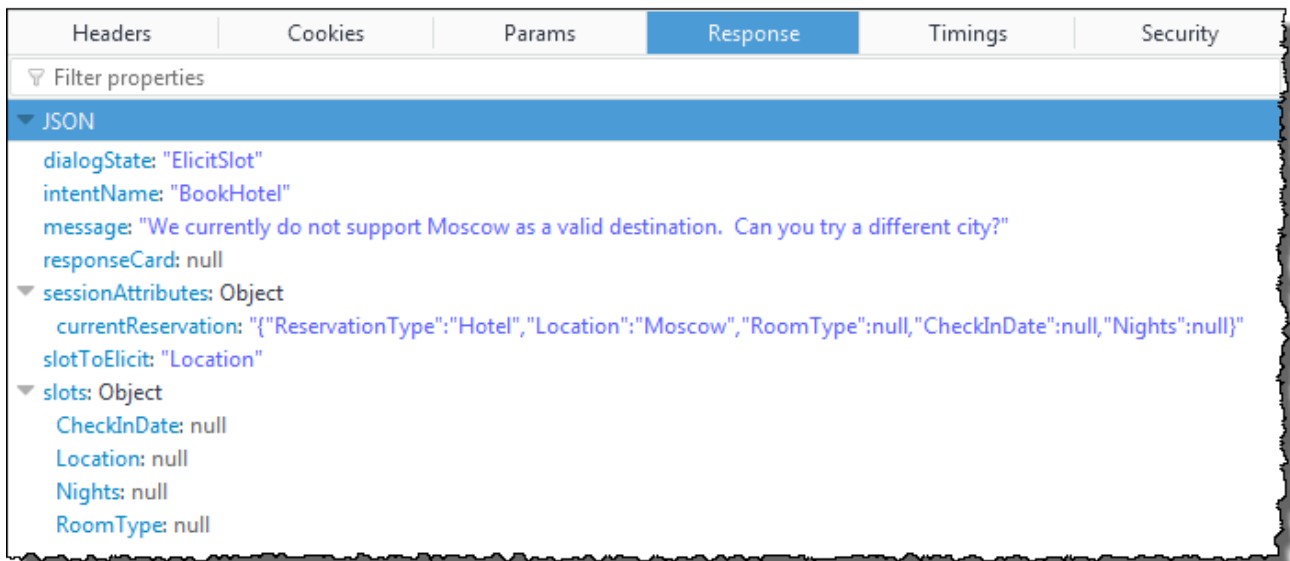 Headers Cookies Params Response Timings Security
Filter properties
JSON
dialogState: "ElicitSlot"
intentName: "BookHotel"
message: "We currently do not support Moscow as a valid destination.  Can you try a different city?"
responseCard: null
sessionAttributes: Object
currentReservation: "{"ReservationType":"Hotel","Location":"Moscow","RoomType":null,"CheckInDate":null,"Nights":null}"
slotToElicit: "Location"
slots: Object
CheckInDate: null
Location: null
Nights: null
RoomType: null